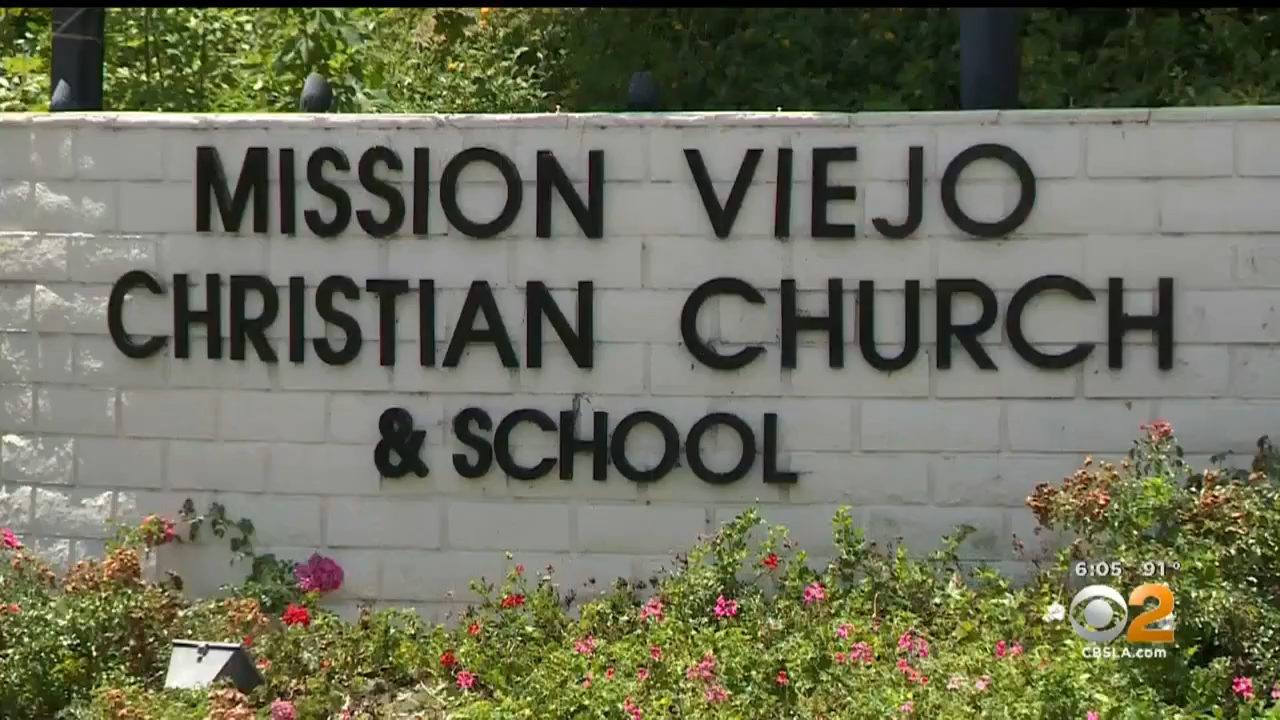 MISSION VIEJO
CHRISTIAN CHURCH
& SCHOOL
6:05 91°
2
CBSLA.com